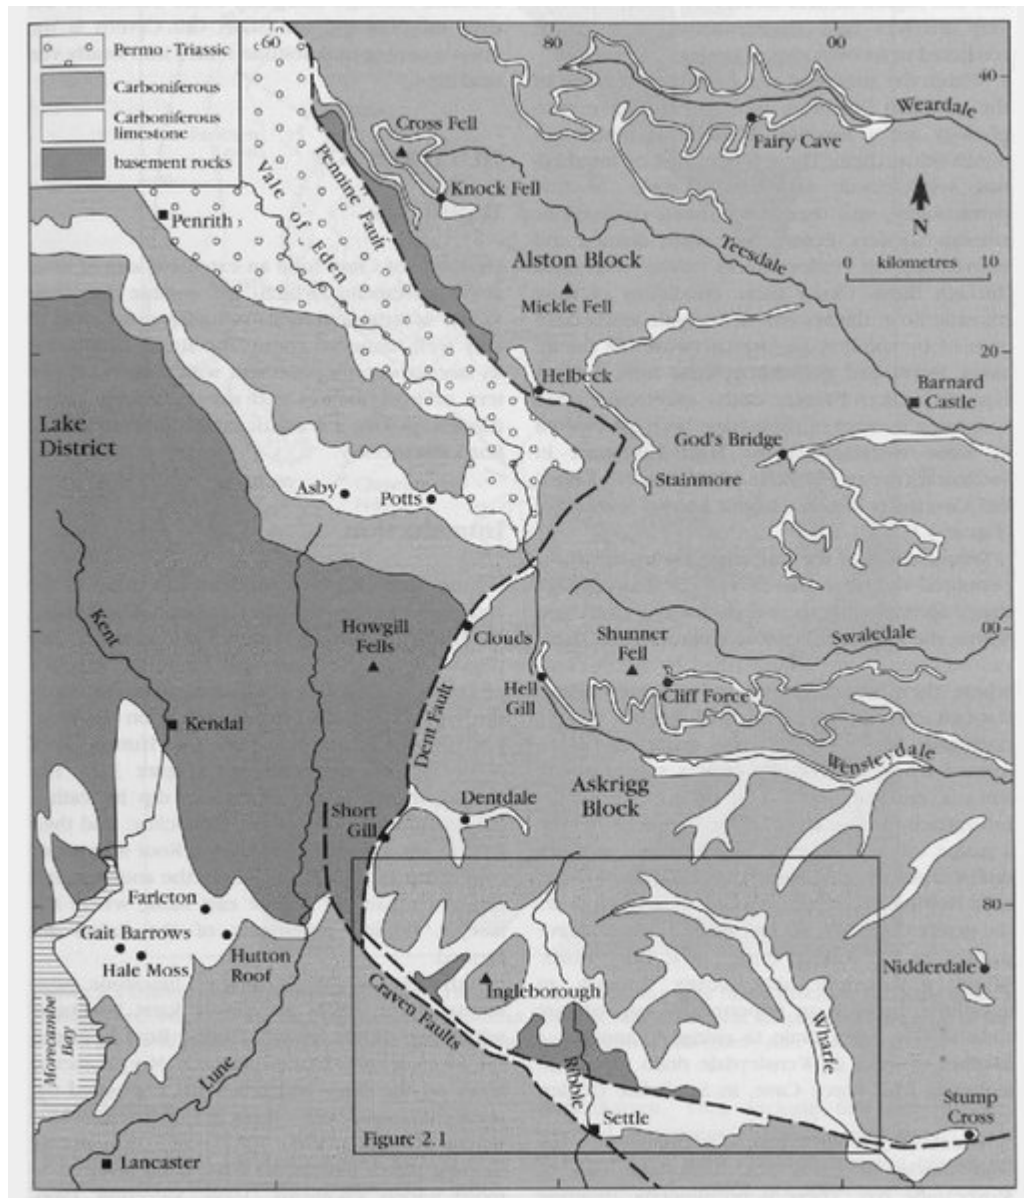 Permo - Triassic
Carboniferous
Carboniferous
limestone
basement rocks
60
80
00
40
Weardale
Cross Fell
Fairy Cave
Pennine Fault
Vale of Eden
Knock Fell
Penrith
N
Teesdale
Alston Block
0 kilometres 10
Mickle Fell
20
Helbeck
Barnard
Castle
Lake
District
God's Bridge
Stainmore
Asby
Potts
Kent
Howgill
Fells
Clouds
Shunner
Fell
Swaledale
00
Hell
Gill
Cliff Force
Kendal
Dent Fault
Wensleydale
Askrigg
Block
Short
Gill
Dentdale
Farleton
80
Gait Barrows
Hale Moss
Hutton
Roof
Nidderdale
Ingleborough
Craven Faults
Morecambe
Bay
Lune
Ribble
Wharfe
Settle
Stump
Cross
Figure 2.1
Lancaster